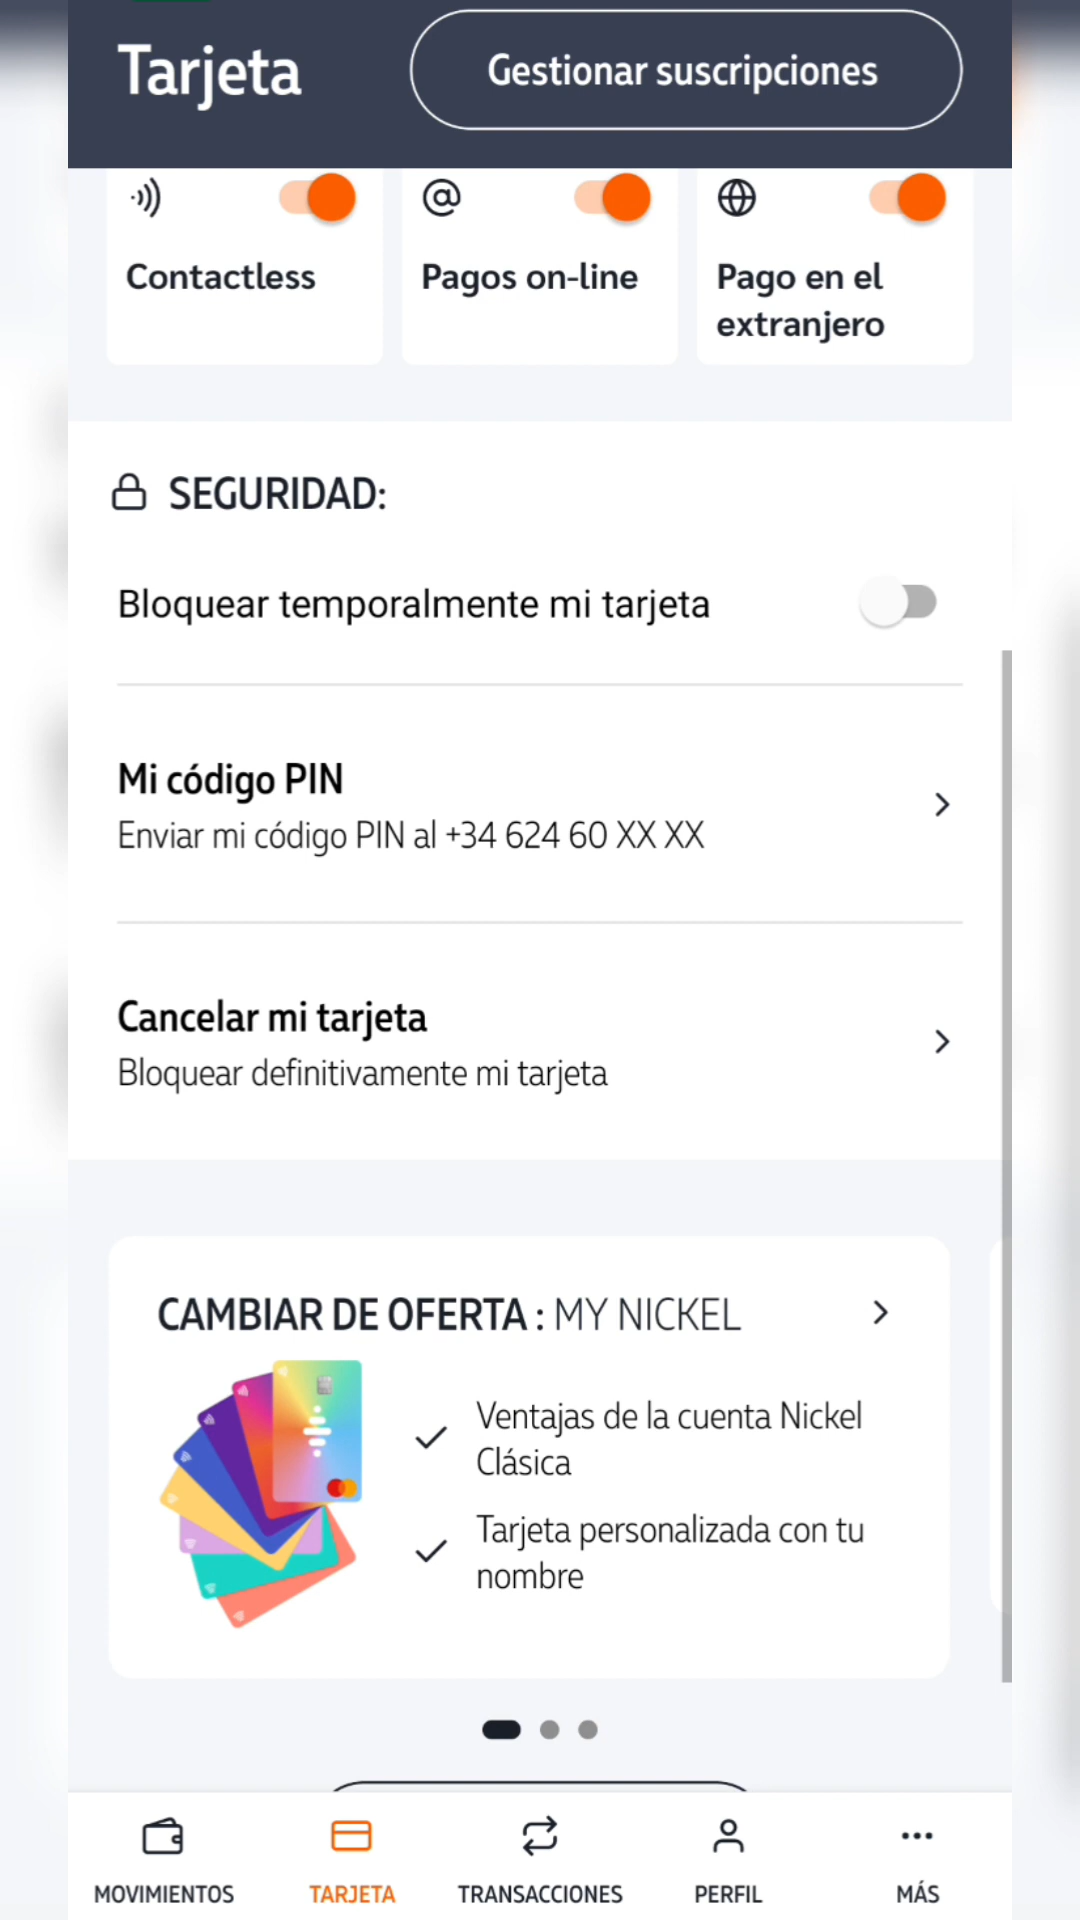 Tarjeta
Gestionar suscripciones
Contactless
Pagos on-line
Pago en el
extranjero
SEGURIDAD:
Bloquear temporalmente mi tarjeta
Mi código PIN
Enviar mi código PIN al +34 624 60 XX XX
Cancelar mi tarjeta
Bloquear definitivamente mi tarjeta
CAMBIAR DE OFERTA : MY NICKEL
Ventajas de la cuenta Nickel
Clásica
Tarjeta personalizada con tu
nombre
MOVIMIENTOS
TARJETA
TRANSACCIONES
PERFIL
MÁS